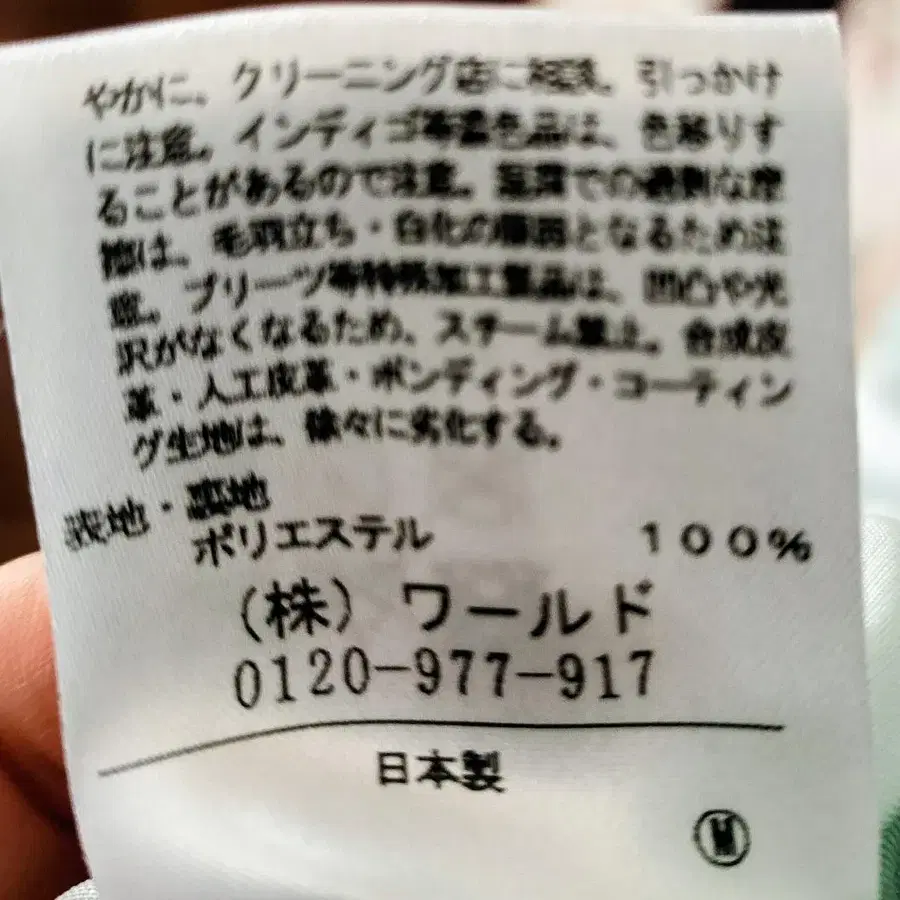 やかに、クリーニング店に相談。引っかけ
に注意。インディゴ等濃色品は、色移りす
ることがあるので注意。着用での過剰な摩
擦は、毛羽立ち・白化の原因となるため注
意。プリーツ等特殊加工製品は、凹凸や光
沢がなくなるため、スチーム禁止。合成皮
革・人工皮革・ボンディング・コーティン
グ生地は、徐々に劣化する。
表地・裏地
ポリエステル 100%
(株)ワールド
0120-977-917
日本製
M